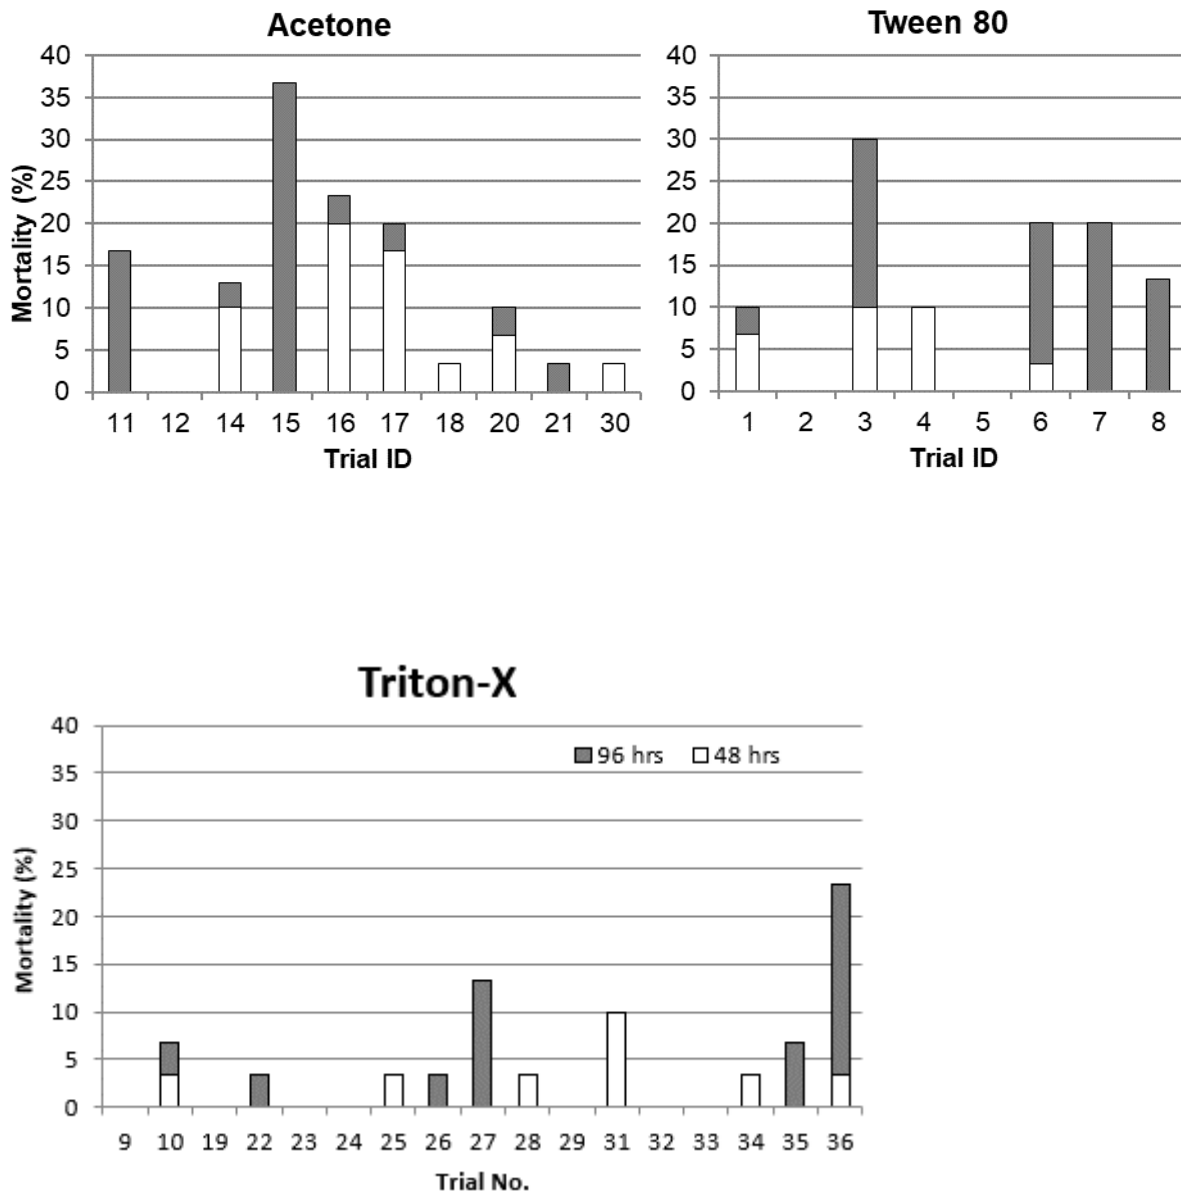 Acetone
40
35
30
25
20
15
10
5
0
Mortality (%)
11 12 14 15 16 17 18 20 21 30
Trial ID
Tween 80
40
35
30
25
20
15
10
5
0
1 2 3 4 5 6 7 8
Trial ID
Triton-X
96 hrs 48 hrs
40
35
30
25
20
15
10
5
0
Mortality (%)
9 10 19 22 23 24 25 26 27 28 29 31 32 33 34 35 36
Trial No.